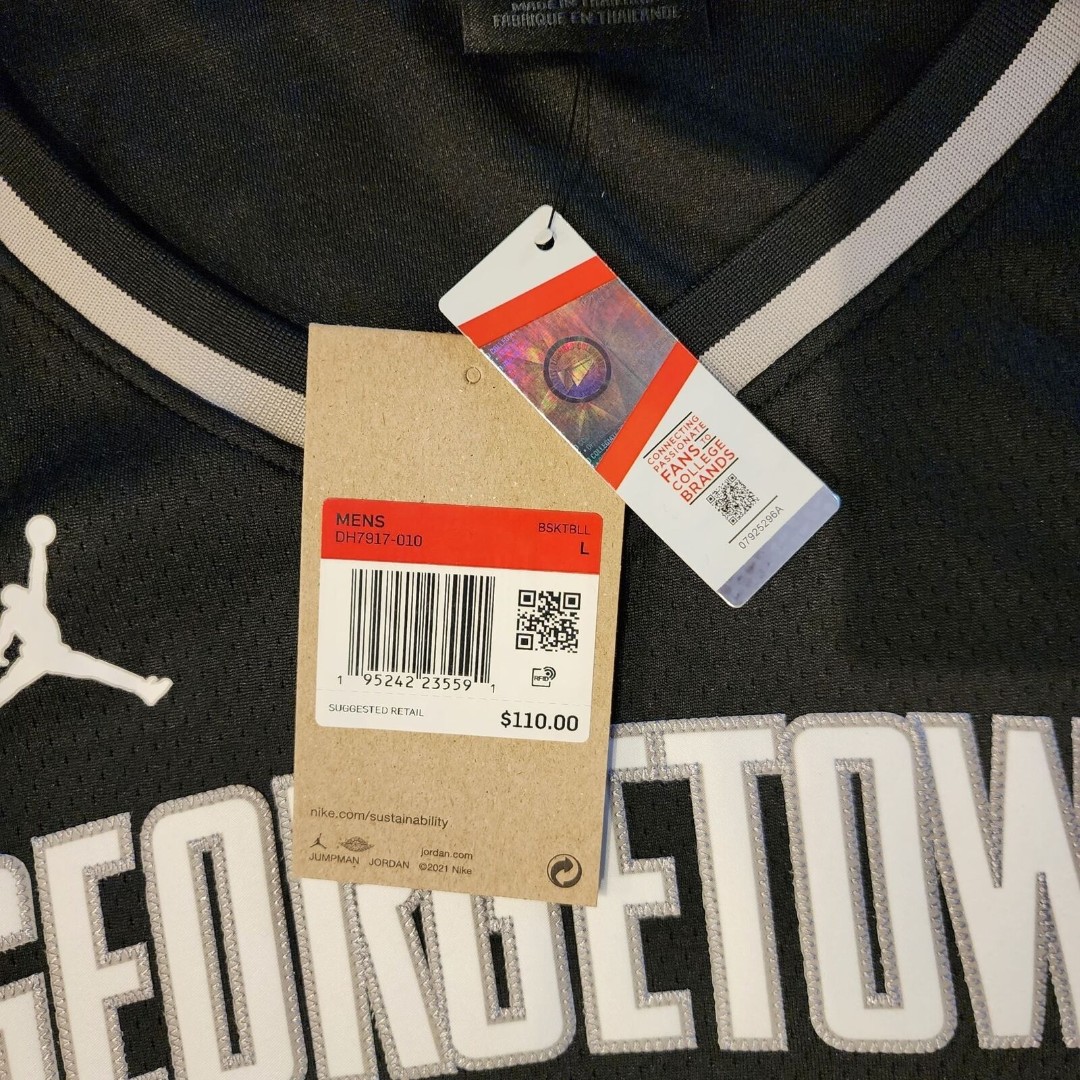 MADE IN THAILAND
FABRIQUE EN THAILANDE
CONNECTING
PASSIONATE
FANS TO
COLLEGE
BRANDS
07925296A
MENS
BSKTBLL
DH7917-010
L
1 95242 23559 1
RFID
SUGGESTED RETAIL
$110.00
nike.com/sustainability
JUMPMAN JORDAN
jordan.com
©2021 Nike
GEORGETOW